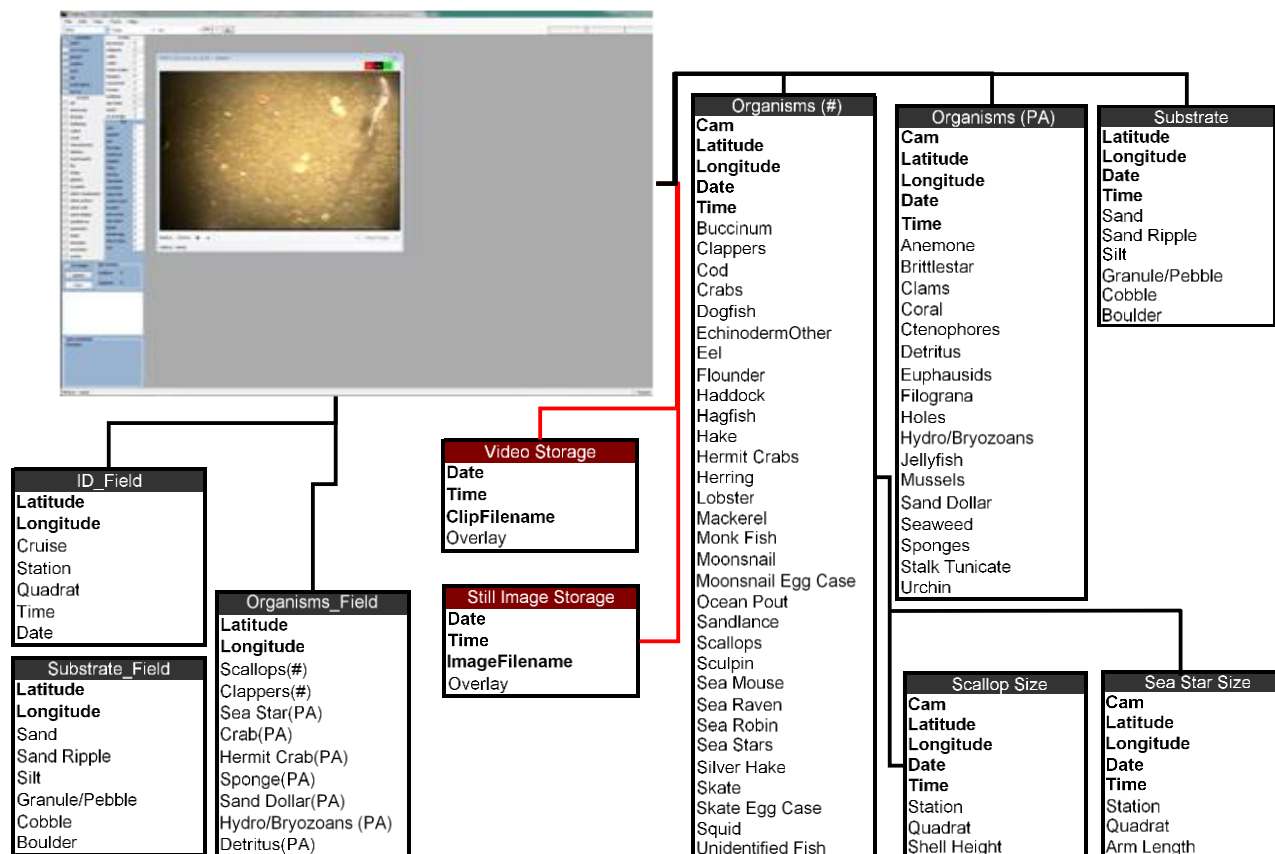 Organisms (#)
Cam
Latitude
Longitude
Date
Time
Buccinum
Clappers
Cod
Crabs
Dogfish
EchinodermOther
Eel
Flounder
Haddock
Hagfish
Hake
Hermit Crabs
Herring
Lobster
Mackerel
Monk Fish
Moonsnail
Moonsnail Egg Case
Ocean Pout
Sandlance
Scallops
Sculpin
Sea Mouse
Sea Raven
Sea Robin
Sea Stars
Silver Hake
Skate
Skate Egg Case
Squid
Unidentified Fish
Organisms (PA)
Cam
Latitude
Longitude
Date
Time
Anemone
Brittlestar
Clams
Coral
Ctenophores
Detritus
Euphausids
Filograna
Holes
Hydro/Bryozoans
Jellyfish
Mussels
Sand Dollar
Seaweed
Sponges
Stalk Tunicate
Urchin
Substrate
Latitude
Longitude
Date
Time
Sand
Sand Ripple
Silt
Granule/Pebble
Cobble
Boulder
ID_Field
Latitude
Longitude
Cruise
Station
Quadrat
Time
Date
Substrate_Field
Latitude
Longitude
Sand
Sand Ripple
Silt
Granule/Pebble
Cobble
Boulder
Organisms_Field
Latitude
Longitude
Scallops(#)
Clappers(#)
Sea Star(PA)
Crab(PA)
Hermit Crab(PA)
Sponge(PA)
Sand Dollar(PA)
Hydro/Bryozoans (PA)
Detritus(PA)
Video Storage
Date
Time
ClipFilename
Overlay
Still Image Storage
Date
Time
ImageFilename
Overlay
Scallop Size
Cam
Latitude
Longitude
Date
Time
Station
Quadrat
Shell Height
Sea Star Size
Cam
Latitude
Longitude
Date
Time
Station
Quadrat
Arm Length